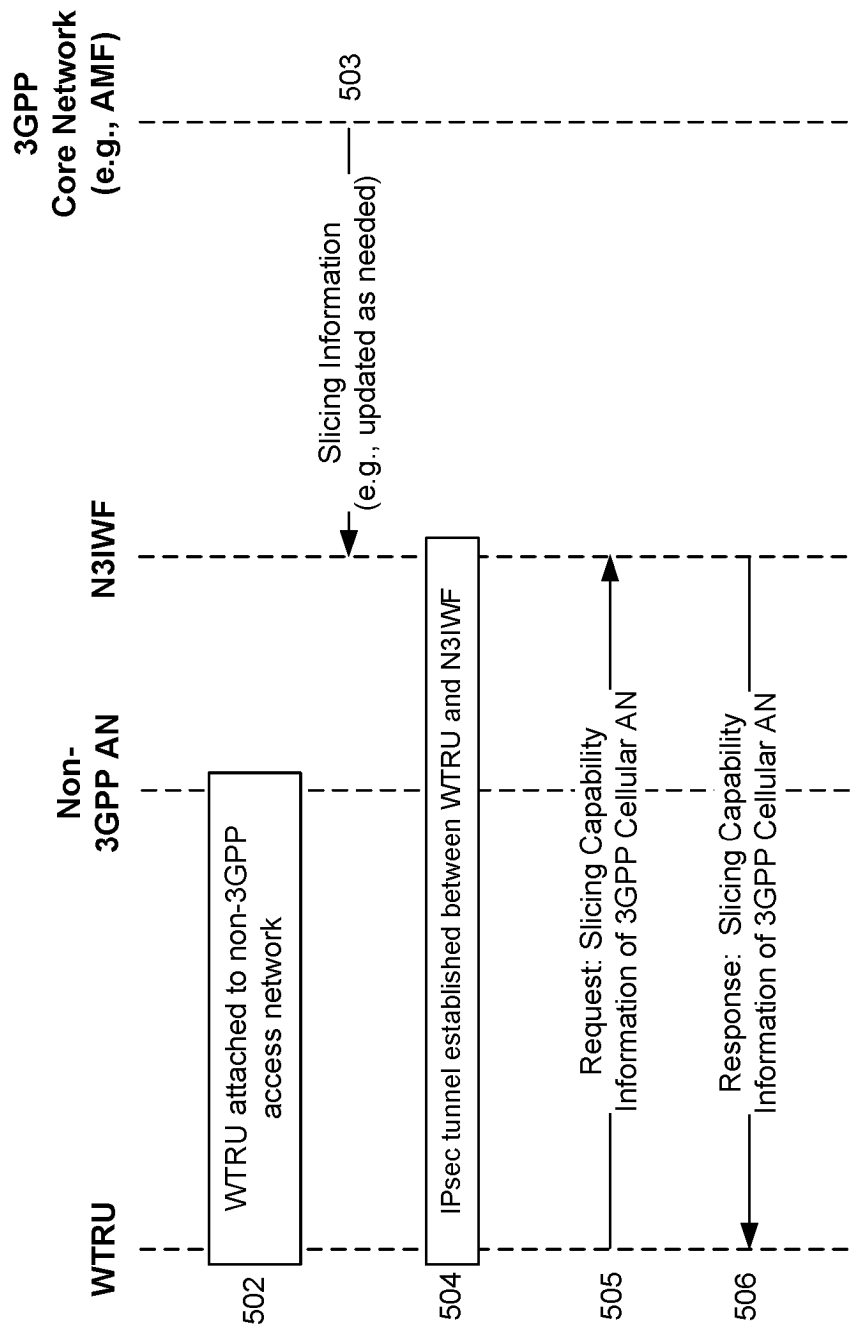 WTRU
Non-
3GPP AN
N3IWF
3GPP
Core Network
(e.g., AMF)
502
WTRU attached to non-3GPP
access network
Slicing Information
(e.g., updated as needed)
503
504
IPsec tunnel established between WTRU and N3IWF
505
Request: Slicing Capability
Information of 3GPP Cellular AN
506
Response: Slicing Capability
Information of 3GPP Cellular AN